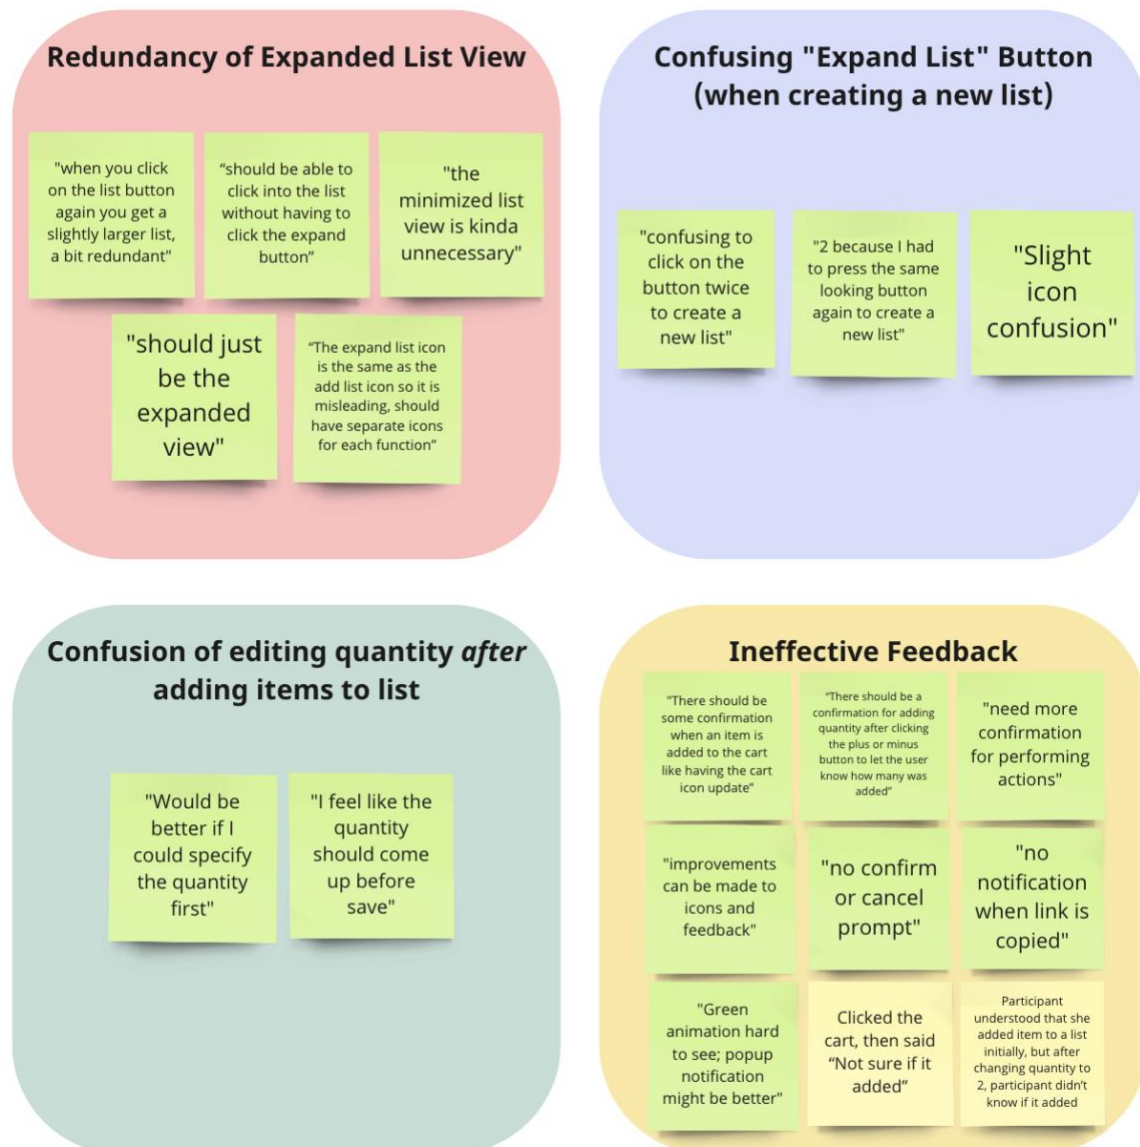 Redundancy of Expanded List View
"when you click
on the list button
again you get a
slightly larger list,
a bit redundant"
“should be able to
click into the list
without having to
click the expand
button”
"the
minimized list
view is kinda
unnecessary"
"should just
be the
expanded
view"
“The expand list icon
is the same as the
add list icon so it is
misleading, should
have separate icons
for each function”
Confusing "Expand List" Button
(when creating a new list)
"confusing to
click on the
button twice
to create a
new list"
"2 because I had
to press the same
looking button
again to create a
new list"
"Slight
icon
confusion"
Confusion of editing quantity after
adding items to list
"Would be
better if I
could specify
the quantity
first"
"I feel like the
quantity
should come
up before
save"
Ineffective Feedback
"There should be
some confirmation
when an item is
added to the cart
like having the cart
icon update”
"There should be a
confirmation for adding
quantity after clicking
the plus or minus
button to let the user
know how many was
added”
"need more
confirmation
for performing
actions"
"improvements
can be made to
icons and
feedback"
"no confirm
or cancel
prompt"
"no
notification
when link is
copied"
"Green
animation hard
to see; popup
notification
might be better"
Clicked the
cart, then said
“Not sure if it
added”
Participant
understood that she
added item to a list
initially, but after
changing quantity to
2, participant didn’t
know if it added